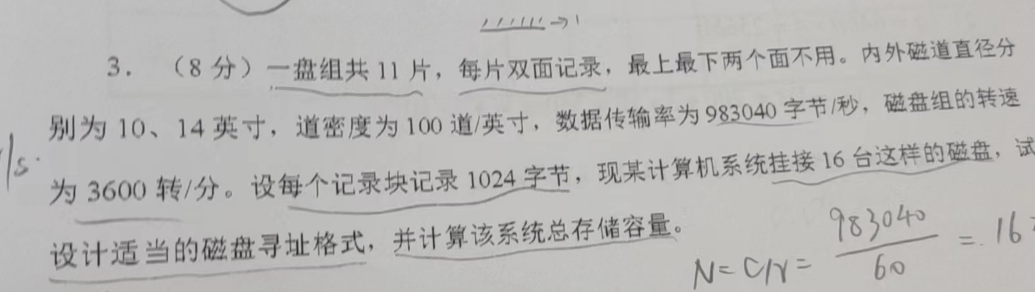 3. （8 分）一盘组共 11 片，每片双面记录，最上最下两个面不用。内外磁道直径分
别为 10、14 英寸，道密度为 100 道/英寸，数据传输率为 983040 字节/秒，磁盘组的转速
为 3600 转/分。设每个记录块记录 1024 字节，现某计算机系统挂接 16 台这样的磁盘，试
设计适当的磁盘寻址格式，并计算该系统总存储容量。
N = C/r = 983040 / 60 = 16